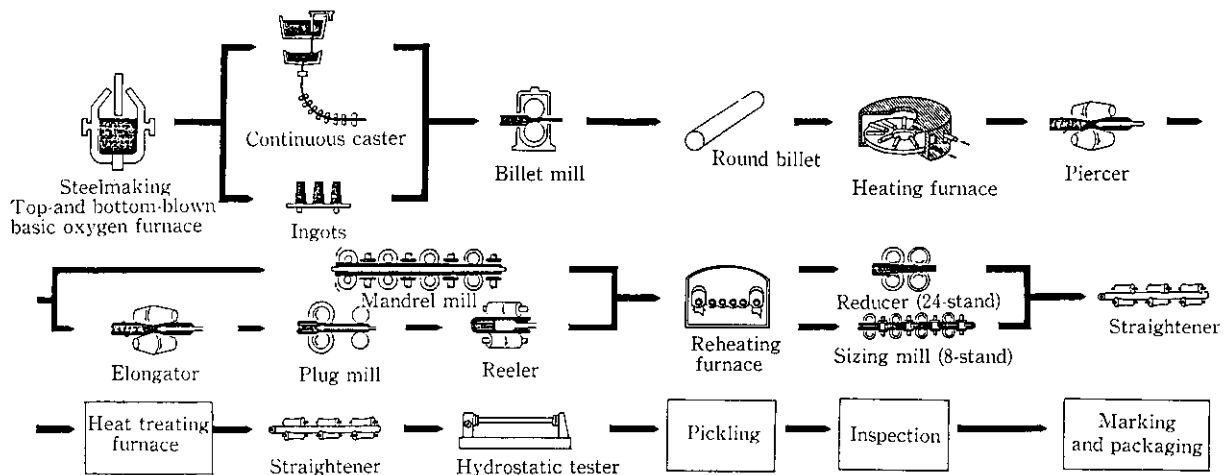 Continuous caster
Steelmaking
Top-and bottom-blown
basic oxygen furnace
Ingots
Billet mill
Round billet
Heating furnace
Piercer
Mandrel mill
Elongator
Plug mill
Reeler
Reheating
furnace
Reducer (24-stand)
Sizing mill (8-stand)
Straightener
Heat treating
furnace
Straightener
Hydrostatic tester
Pickling
Inspection
Marking
and packaging